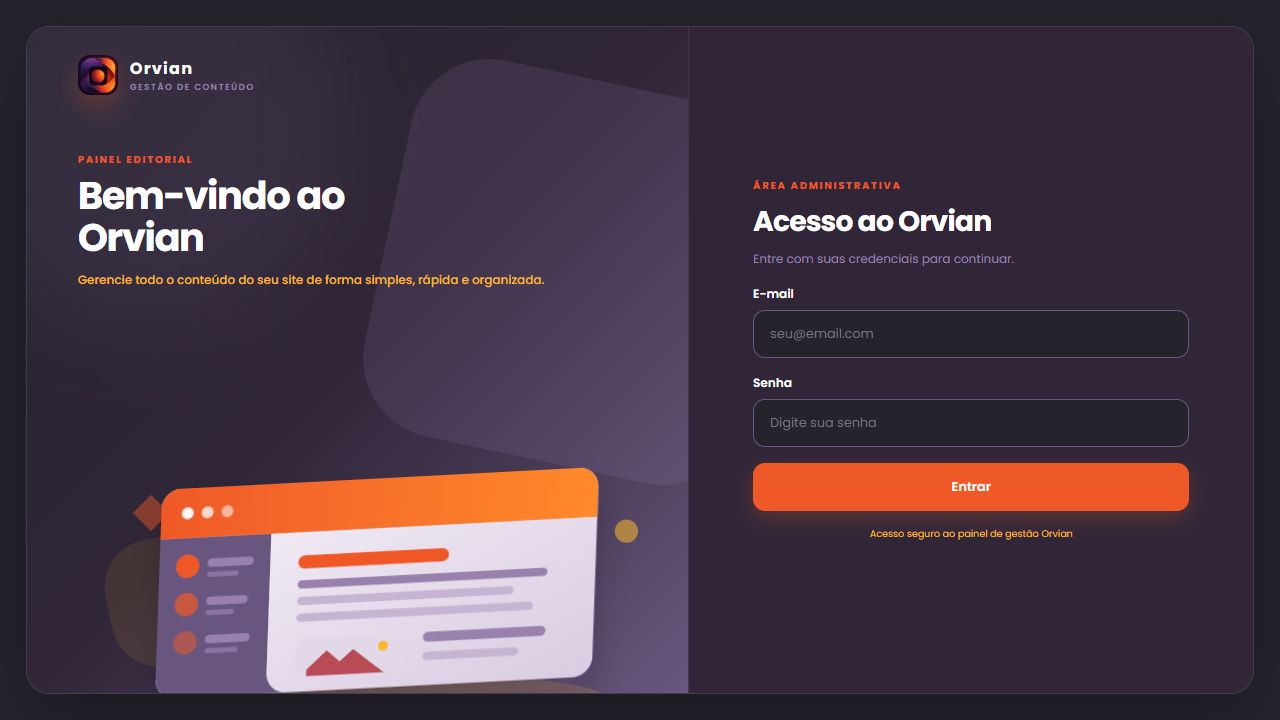 Orvian
GESTÃO DE CONTEÚDO
PAINEL EDITORIAL
Bem-vindo ao
Orvian
Gerencie todo o conteúdo do seu site de forma simples, rápida e organizada.
ÁREA ADMINISTRATIVA
Acesso ao Orvian
Entre com suas credenciais para continuar.
E-mail
seu@email.com
Senha
Digite sua senha
Entrar
Acesso seguro ao painel de gestão Orvian